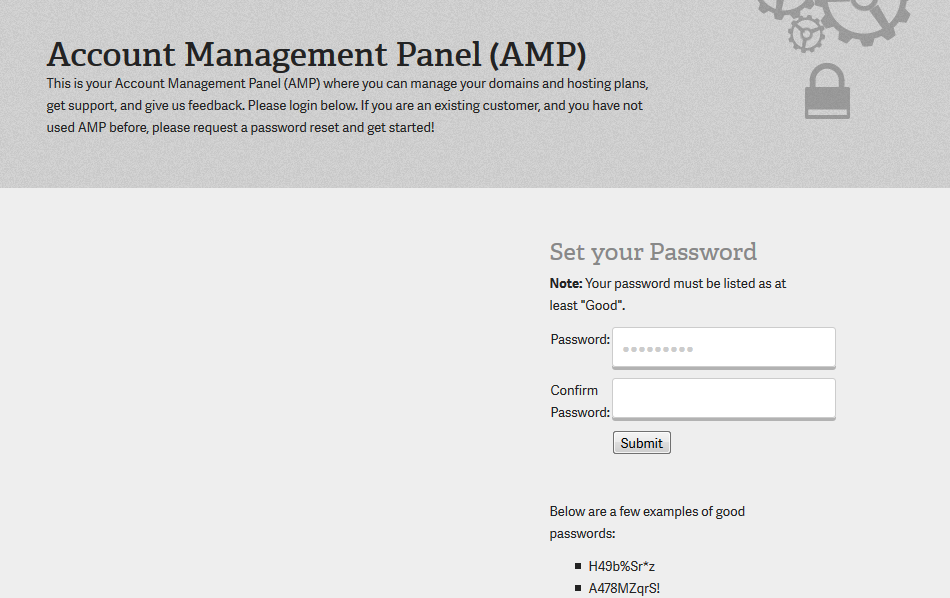 Account Management Panel (AMP)
This is your Account Management Panel (AMP) where you can manage your domains and hosting plans,
get support, and give us feedback. Please login below. If you are an existing customer, and you have not
used AMP before, please request a password reset and get started!
Set your Password
Note: Your password must be listed as at
least "Good".
Password:
Confirm
Password:
Submit
Below are a few examples of good
passwords:
H49b%Sr*z
A478MZqrS!